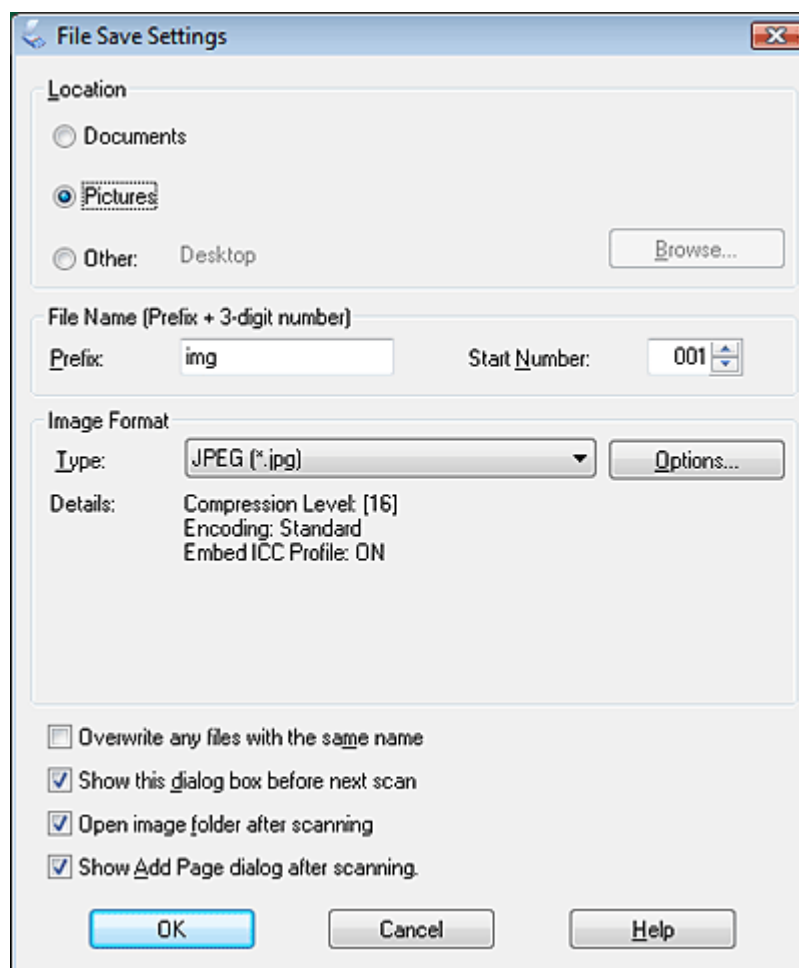 File Save Settings
Location
Documents
Pictures
Other: Desktop Browse...
File Name (Prefix + 3-digit number)
Prefix: img Start Number: 001
Image Format
Type: JPEG (*.jpg) Options...
Details: Compression Level: [16]
Encoding: Standard
Embed ICC Profile: ON
Overwrite any files with the same name
Show this dialog box before next scan
Open image folder after scanning
Show Add Page dialog after scanning.
OK Cancel Help